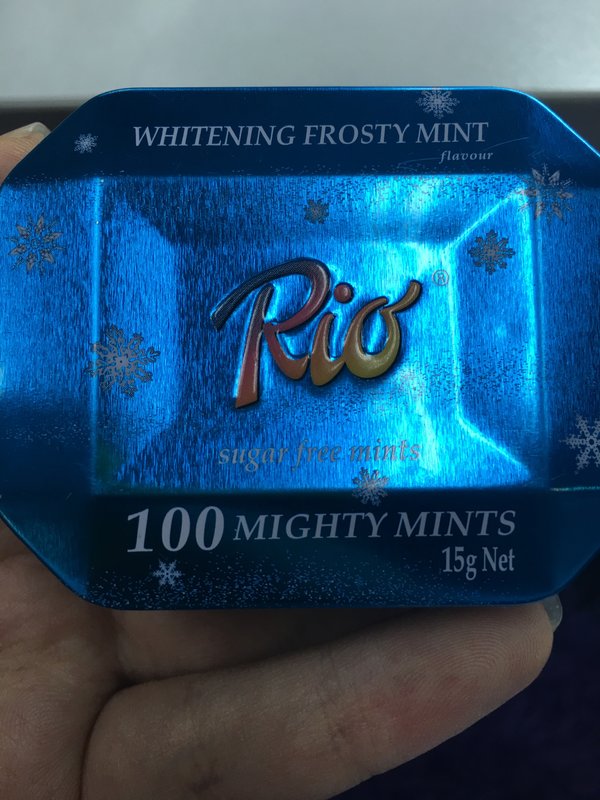 WHITENING FROSTY MINT
flavour
Rio®
sugar free mints
100 MIGHTY MINTS
15g Net